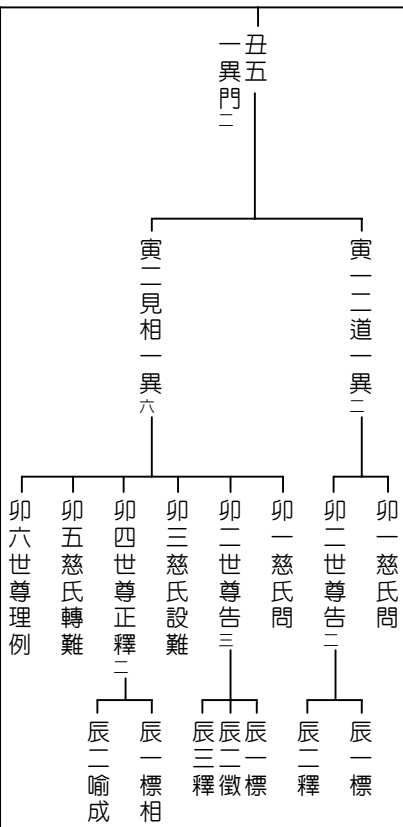 丑五
一異門二
寅一二道一異二
寅二見相一異六
卯一慈氏問
卯二世尊告二
卯一慈氏問
卯二世尊告三
卯三慈氏設難
卯四世尊正釋二
卯五慈氏轉難
卯六世尊理例
辰一標
辰二釋
辰一標
辰二徵
辰三釋
辰一標相
辰二喻成